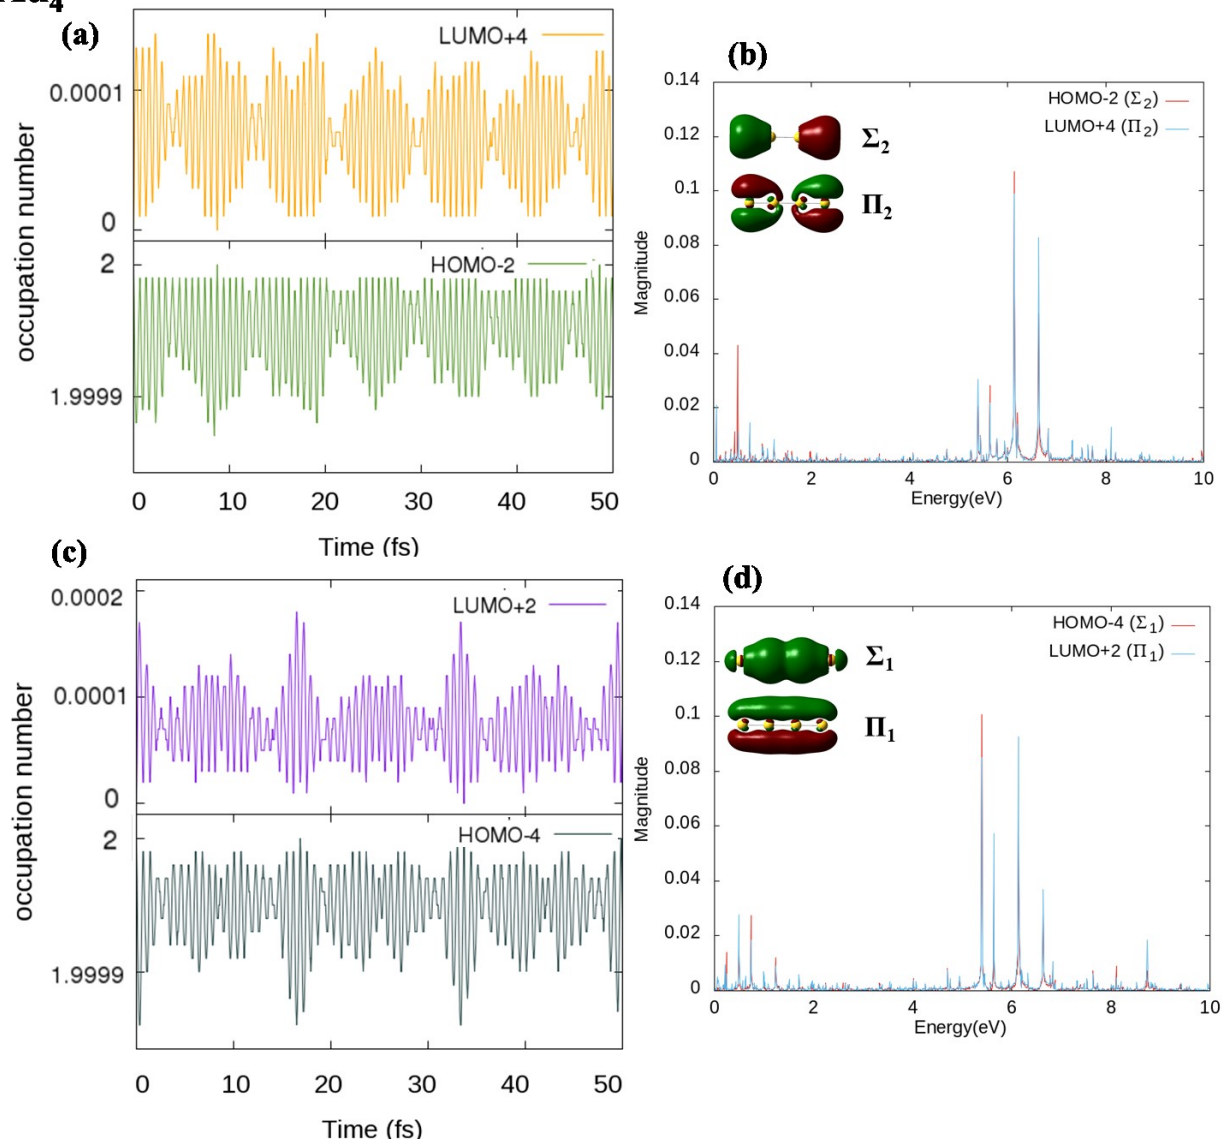 (a)
LUMO+4
0.0001
0
occupation number
HOMO-2
2
1.9999
0 10 20 30 40 50
Time (fs)
(b)
0.14
HOMO-2 (Σ2)
LUMO+4 (Π2)
0.12
Σ2
0.1
Π2
0.08
Magnitude
0.06
0.04
0.02
0
0 2 4 6 8 10
Energy(eV)
(c)
0.0002
LUMO+2
0.0001
0
occupation number
2
HOMO-4
1.9999
0 10 20 30 40 50
Time (fs)
(d)
0.14
HOMO-4 (Σ1)
LUMO+2 (Π1)
0.12
Σ1
0.1
Π1
0.08
Magnitude
0.06
0.04
0.02
0
0 2 4 6 8 10
Energy(eV)